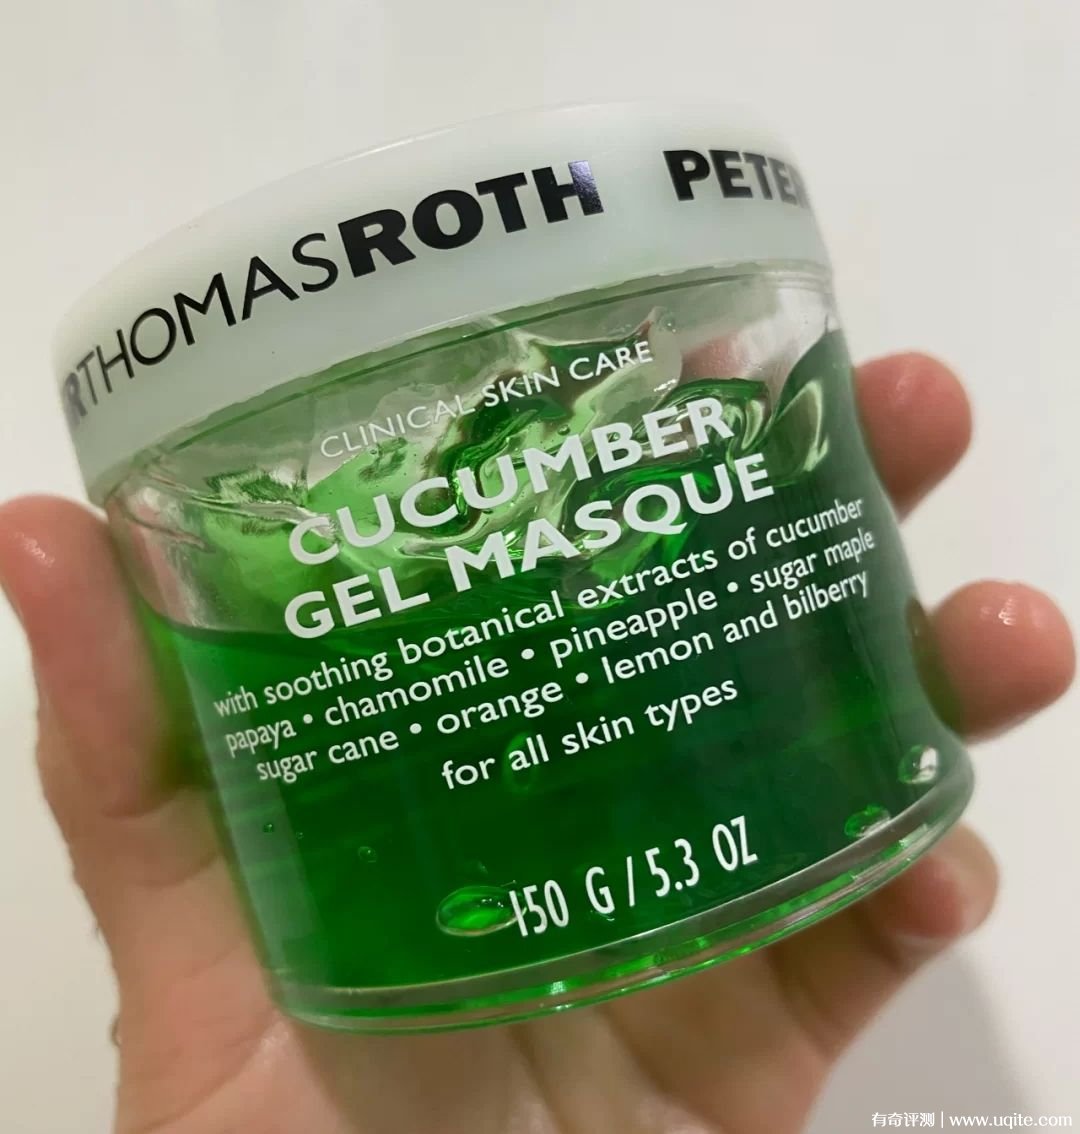 RTHOMASROTH PETER
CLINICAL SKIN CARE
CUCUMBER
GEL MASQUE
with soothing botanical extracts of cucumber
papaya • chamomile • pineapple • sugar maple
sugar cane • orange • lemon and bilberry
for all skin types
150 G / 5.3 OZ
有奇评测 | www.uqite.com